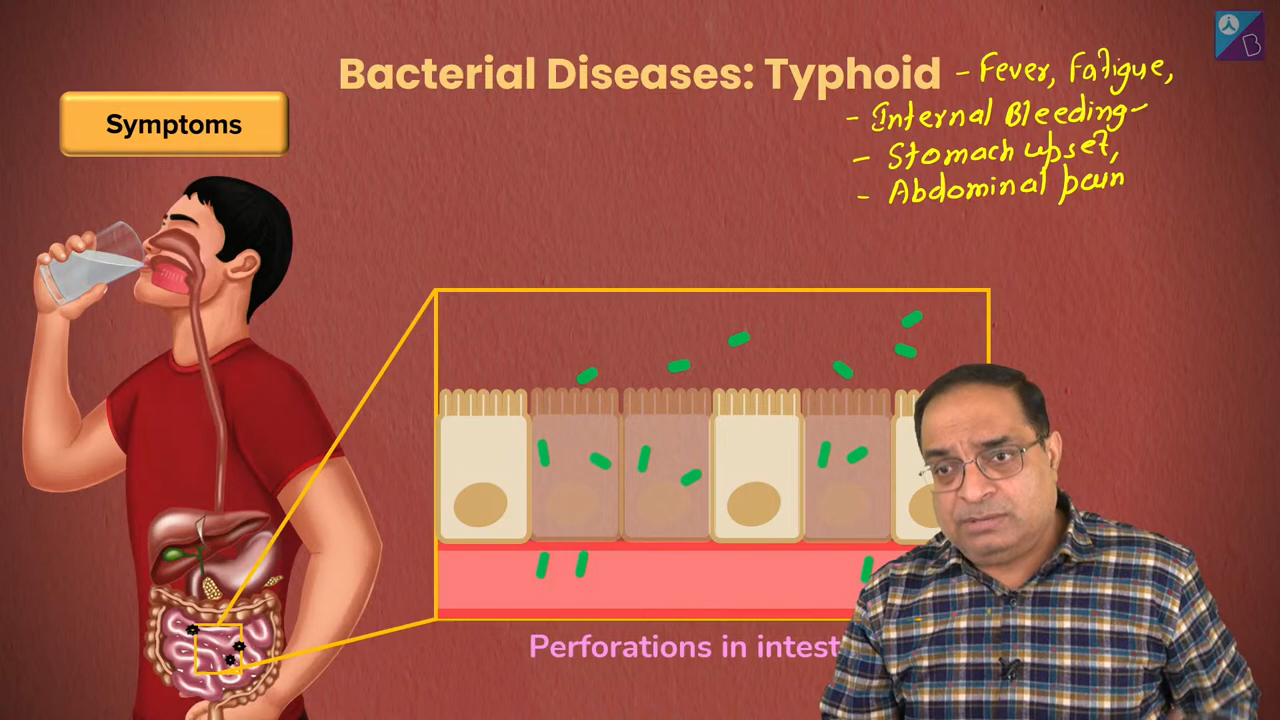 Bacterial Diseases: Typhoid - Fever, Fatigue,
Symptoms
- Internal Bleeding-
- Stomach upset,
- Abdominal pain
Perforations in intest
B